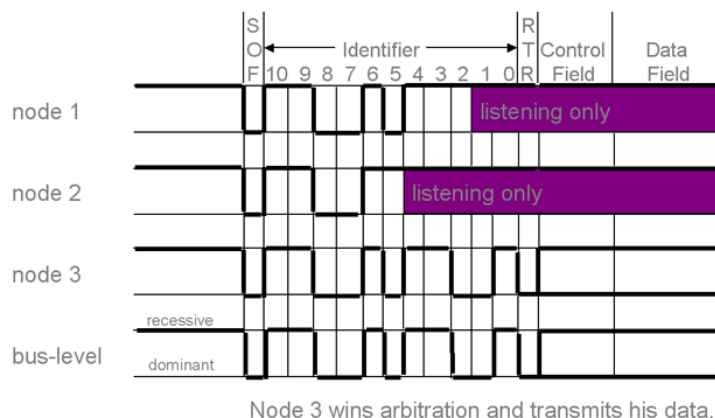 S
O
F
Identifier
10 9 8 7 6 5 4 3 2 1 0
R
T
R
Control
Field
Data
Field
node 1
listening only
node 2
listening only
node 3
recessive
bus-level
dominant
Node 3 wins arbitration and transmits his data.